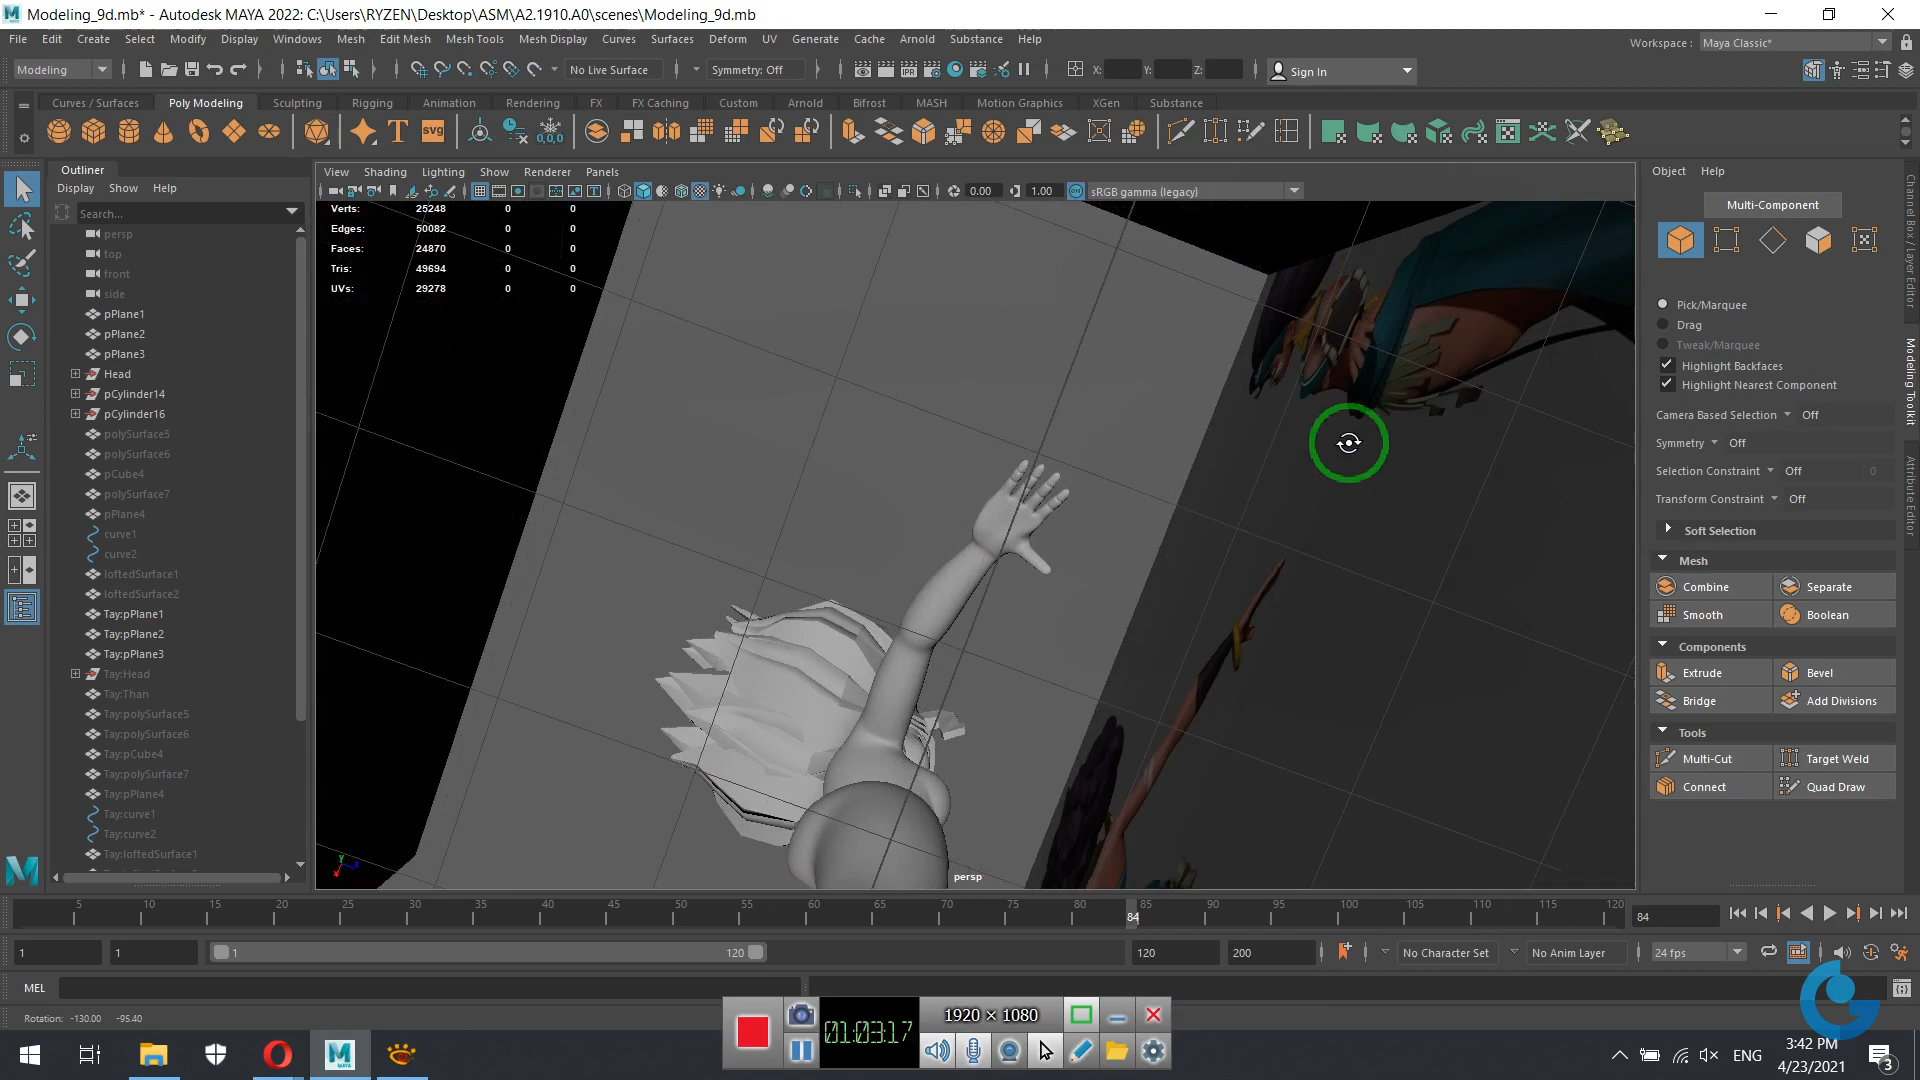 Modeling_9d.mb* - Autodesk MAYA 2022: C:\Users\RYZEN\Desktop\ASM\A2.1910.A0\scenes\Modeling_9d.mb
File Edit Create Select Modify Display Windows Mesh Edit Mesh Mesh Tools Mesh Display Curves Surfaces Deform UV Generate Cache Arnold Substance Help
Workspace : Maya Classic*
Modeling No Live Surface Symmetry: Off X: Y: Z: Sign In
Curves / Surfaces Poly Modeling Sculpting Rigging Animation Rendering FX FX Caching Custom Arnold Bifrost MASH Motion Graphics XGen Substance
Outliner
Display Show Help
Search...
persp
top
front
side
pPlane1
pPlane2
pPlane3
Head
pCylinder14
pCylinder16
polySurface5
polySurface6
pCube4
polySurface7
pPlane4
curve1
curve2
loftedSurface1
loftedSurface2
Tay:pPlane1
Tay:pPlane2
Tay:pPlane3
Tay:Head
Tay:Than
Tay:polySurface5
Tay:polySurface6
Tay:pCube4
Tay:polySurface7
Tay:pPlane4
Tay:curve1
Tay:curve2
Tay:loftedSurface1
View Shading Lighting Show Renderer Panels
0.00 1.00 sRGB gamma (legacy)
Verts: 25248 0 0
Edges: 50082 0 0
Faces: 24870 0 0
Tris: 49694 0 0
UVs: 29278 0 0
persp
Object Help
Multi-Component
Pick/Marquee
Drag
Tweak/Marquee
Highlight Backfaces
Highlight Nearest Component
Camera Based Selection Off
Symmetry Off
Selection Constraint Off 0
Transform Constraint Off
Soft Selection
Mesh
Combine Separate
Smooth Boolean
Components
Extrude Bevel
Bridge Add Divisions
Tools
Multi-Cut Target Weld
Connect Quad Draw
Channel Box / Layer Editor
Modeling Toolkit
Attribute Editor
5 10 15 20 25 30 35 40 45 50 55 60 65 70 75 80 85 90 95 100 105 110 115 120
84 84
1 1 1 120 120 200 No Character Set No Anim Layer 24 fps
MEL
Rotation: -130.00 -95.40
01:03:17
1920 × 1080
ENG
3:42 PM
4/23/2021
3